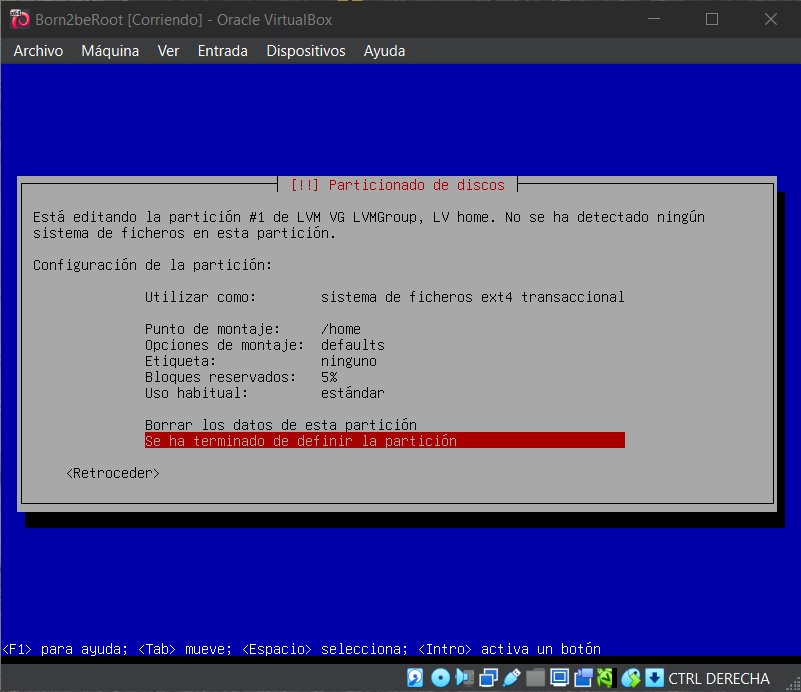 Born2beRoot [Corriendo] - Oracle VirtualBox
Archivo Máquina Ver Entrada Dispositivos Ayuda
[!!] Particionado de discos
Está editando la partición #1 de LVM VG LVMGroup, LV home. No se ha detectado ningún
sistema de ficheros en esta partición.
Configuración de la partición:
Utilizar como: sistema de ficheros ext4 transaccional
Punto de montaje: /home
Opciones de montaje: defaults
Etiqueta: ninguno
Bloques reservados: 5%
Uso habitual: estándar
Borrar los datos de esta partición
Se ha terminado de definir la partición
<Retroceder>
<F1> para ayuda; <Tab> mueve; <Espacio> selecciona; <Intro> activa un botón
CTRL DERECHA